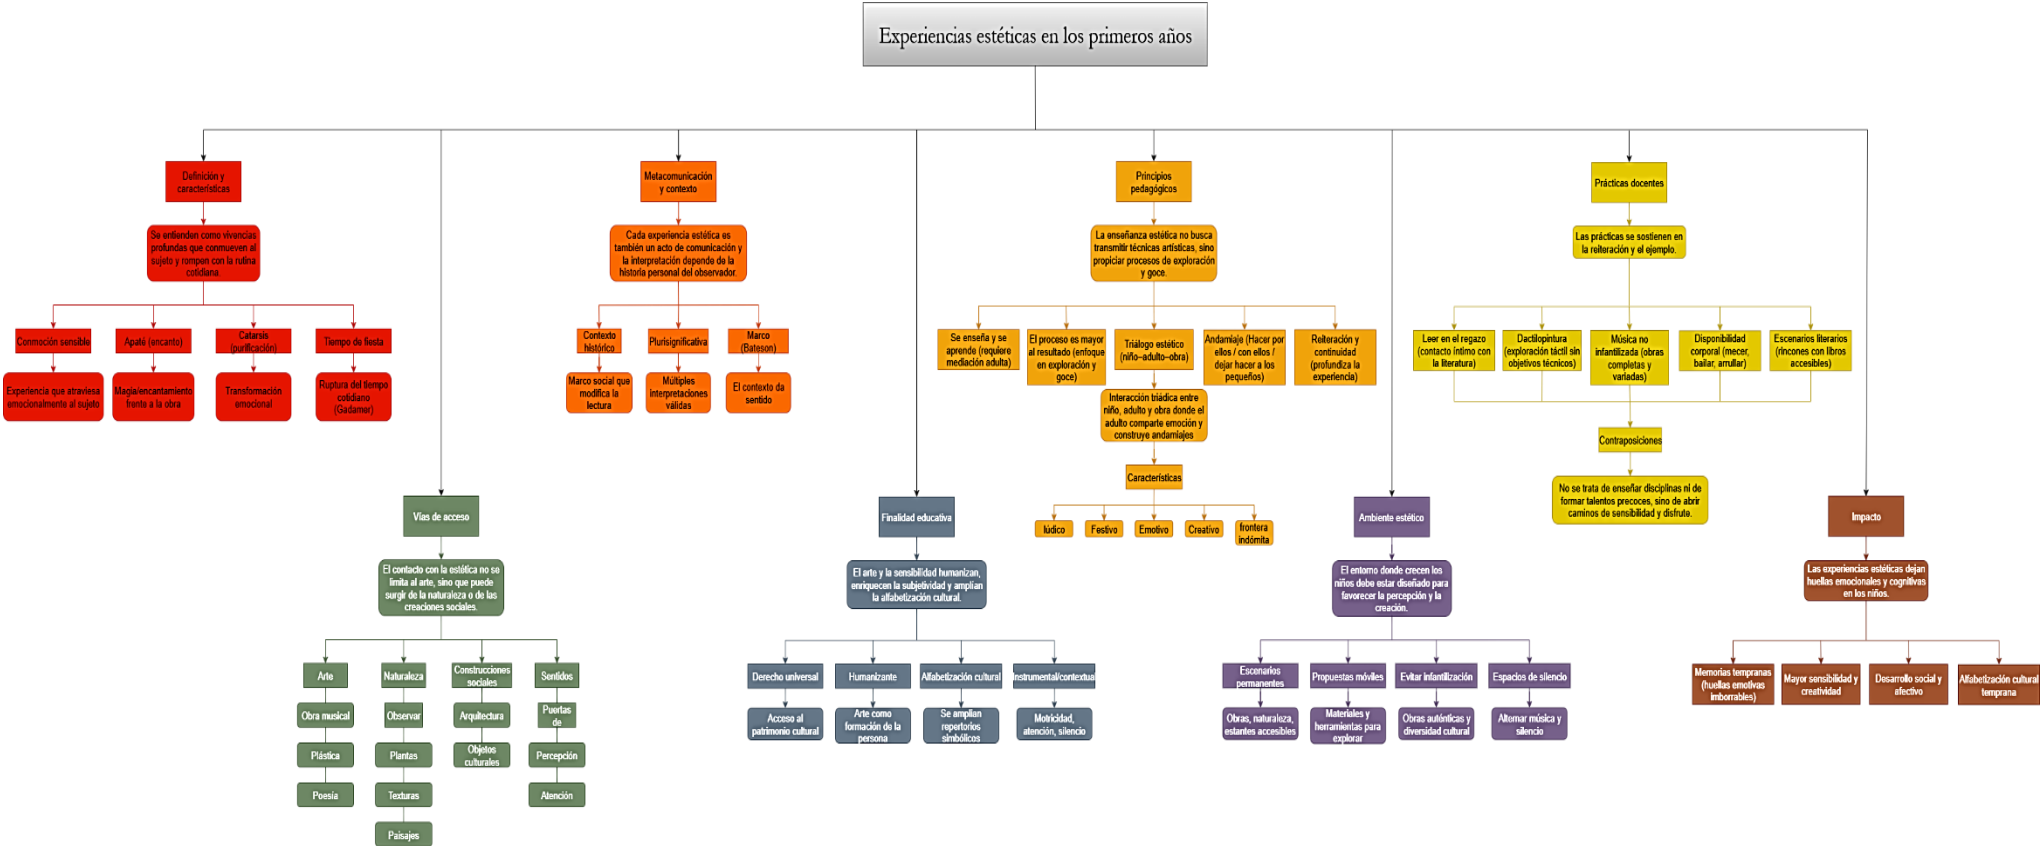 Experiencias estéticas en los primeros años
Definición y
características
Se entienden como vivencias
profundas que conmueven al
sujeto y rompen con la rutina
cotidiana.
Conmoción sensible
Experiencia que atraviesa
emocionalmente al sujeto
Apaté (encanto)
Magia/encantamiento
frente a la obra
Catarsis
(purificación)
Transformación
emocional
Tiempo de fiesta
Ruptura del tiempo
cotidiano
(Gadamer)
Vías de acceso
El contacto con la estética no se
limita al arte, sino que puede
surgir de la naturaleza o de las
creaciones sociales.
Arte
Obra musical
Plástica
Poesía
Naturaleza
Observar
Plantas
Texturas
Paisajes
Construcciones
sociales
Arquitectura
Objetos
culturales
Sentidos
Puertas
de
Percepción
Atención
Metacomunicación
y contexto
Cada experiencia estética es
también un acto de comunicación y
la interpretación depende de la
historia personal del observador.
Contexto
histórico
Marco social que
modifica la
lectura
Plurisignificativa
Múltiples
interpretaciones
válidas
Marco
(Bateson)
El contexto da
sentido
Finalidad educativa
El arte y la sensibilidad humanizan,
enriquecen la subjetividad y amplían
la alfabetización cultural.
Derecho universal
Acceso al
patrimonio cultural
Humanizante
Arte como
formación de la
persona
Alfabetización cultural
Se amplían
repertorios
simbólicos
Instrumental/contextual
Motricidad,
atención, silencio
Principios
pedagógicos
La enseñanza estética no busca
transmitir técnicas artísticas, sino
propiciar procesos de exploración
y goce.
Se enseña y se
aprende (requiere
mediación adulta)
El proceso es mayor
al resultado (enfoque
en exploración y
goce)
Triálogo estético
(niño–adulto–obra)
Interacción triádica entre
niño, adulto y obra donde el
adulto comparte emoción y
construye andamiajes
Características
lúdico
Festivo
Emotivo
Creativo
frontera
indómita
Andamiaje (Hacer por
ellos / con ellos /
dejar hacer a los
pequeños)
Reiteración y
continuidad
(profundiza la
experiencia)
Ambiente estético
El entorno donde crecen los
niños debe estar diseñado para
favorecer la percepción y la
creación.
Escenarios
permanentes
Obras, naturaleza,
estantes accesibles
Propuestas móviles
Materiales y
herramientas para
explorar
Evitar infantilización
Obras auténticas y
diversidad cultural
Espacios de silencio
Alternar música y
silencio
Prácticas docentes
Las prácticas se sostienen en
la reiteración y el ejemplo.
Leer en el regazo
(contacto íntimo con
la literatura)
Dactilopintura
(exploración táctil sin
objetivos técnicos)
Música no
infantilizada (obras
completas y
variadas)
Disponibilidad
corporal (mecer,
bailar, arrullar)
Escenarios literarios
(rincones con libros
accesibles)
Contraposiciones
No se trata de enseñar disciplinas ni de
formar talentos precoces, sino de abrir
caminos de sensibilidad y disfrute.
Impacto
Las experiencias estéticas dejan
huellas emocionales y cognitivas
en los niños.
Memorias tempranas
(huellas emotivas
imborrables)
Mayor sensibilidad y
creatividad
Desarrollo social y
afectivo
Alfabetización cultural
temprana